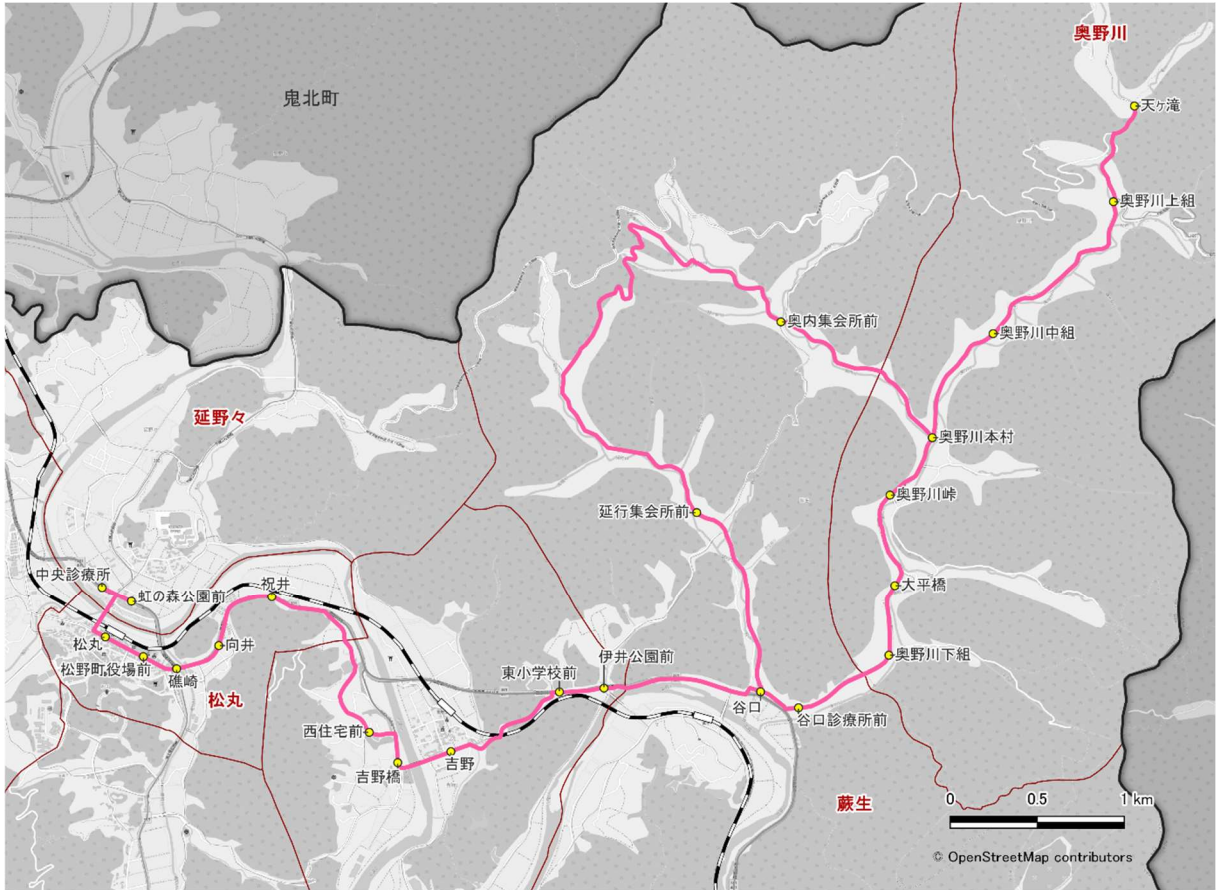 奥野川
鬼北町
天ヶ滝
奥野川上組
奥内集会所前
奥野川中組
延野々
奥野川本村
奥野川峠
延行集会所前
中央診療所
虹の森公園前
祝井
大平橋
松丸
松野町役場前
向井
礁崎
松丸
東小学校前
伊井公園前
奥野川下組
谷口
谷口診療所前
西住宅前
吉野橋
吉野
蕨生
0 0.5 1 km
© OpenStreetMap contributors